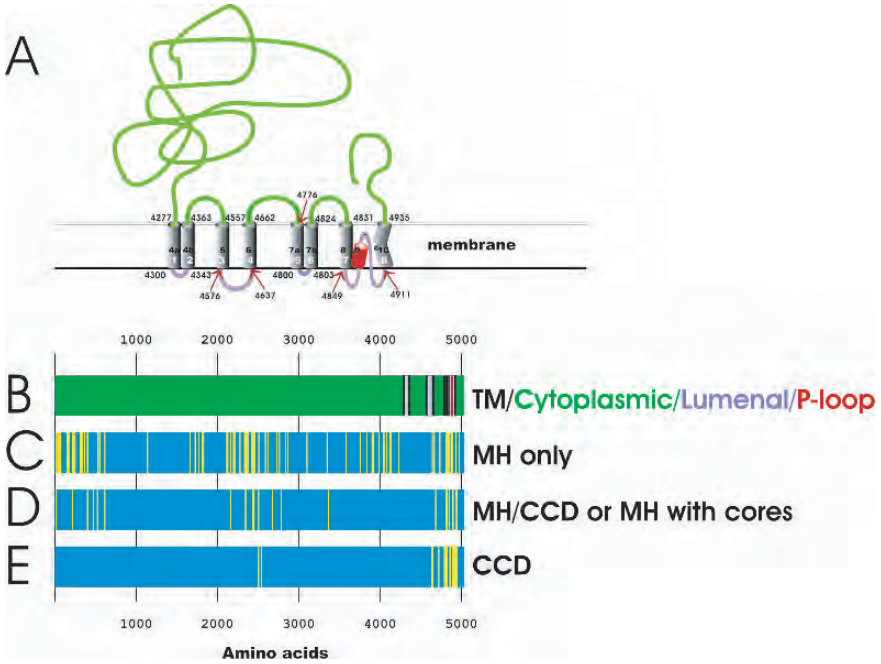 A
4776
4277 4363 4557 4662 4824 4831 4935
4a 4b 5 6 7a 7b 8 9 10
1 2 3 4 5 6 7 8
membrane
4300 4343 4800 4803
4576 4637 4849 4911
1000 2000 3000 4000 5000
B TM/Cytoplasmic/Lumenal/P-loop
C MH only
D MH/CCD or MH with cores
E CCD
1000 2000 3000 4000 5000
Amino acids